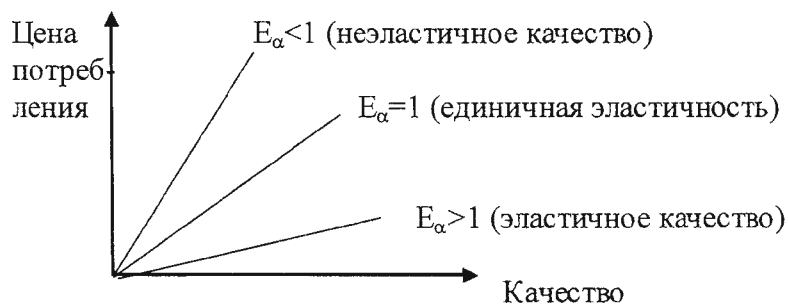 Цена
потреб-
ления
Eα<1 (неэластичное качество)
Eα=1 (единичная эластичность)
Eα>1 (эластичное качество)
Качество